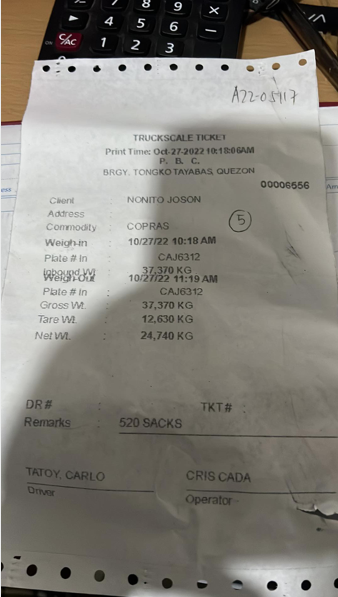 7 8 9 ×
4 5 6 −
ON C/AC 1 2 3
A22-05717
TRUCKSCALE TICKET
Print Time: Oct-27-2022 10:18:06AM
P. B. C.
BRGY. TONGKO TAYABAS, QUEZON
00006556
Client : NONITO JOSON
Address :
Commodity : COPRAS
5
Weigh-in : 10/27/22 10:18 AM
Plate # In : CAJ6312
Inbound Wt. : 37,370 KG
Weigh-Out : 10/27/22 11:19 AM
Plate # In : CAJ6312
Gross Wt. : 37,370 KG
Tare Wt. : 12,630 KG
Net Wt. : 24,740 KG
DR # : TKT# :
Remarks : 520 SACKS
TATOY, CARLO CRIS CADA
Driver Operator